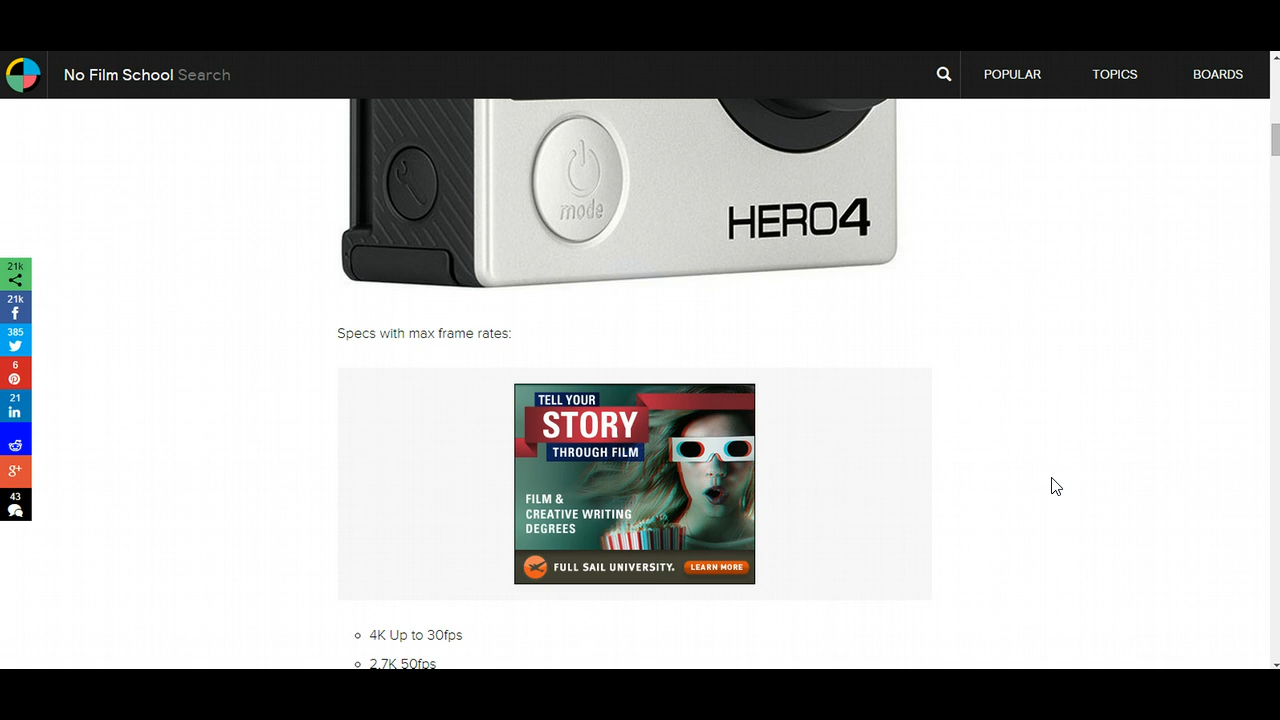 No Film School Search
POPULAR
TOPICS
BOARDS
mode
HERO4
21k
21k
385
6
21
43
Specs with max frame rates:
TELL YOUR
STORY
THROUGH FILM
FILM &
CREATIVE WRITING
DEGREES
FULL SAIL UNIVERSITY.
LEARN MORE
4K Up to 30fps
2.7K 50fps